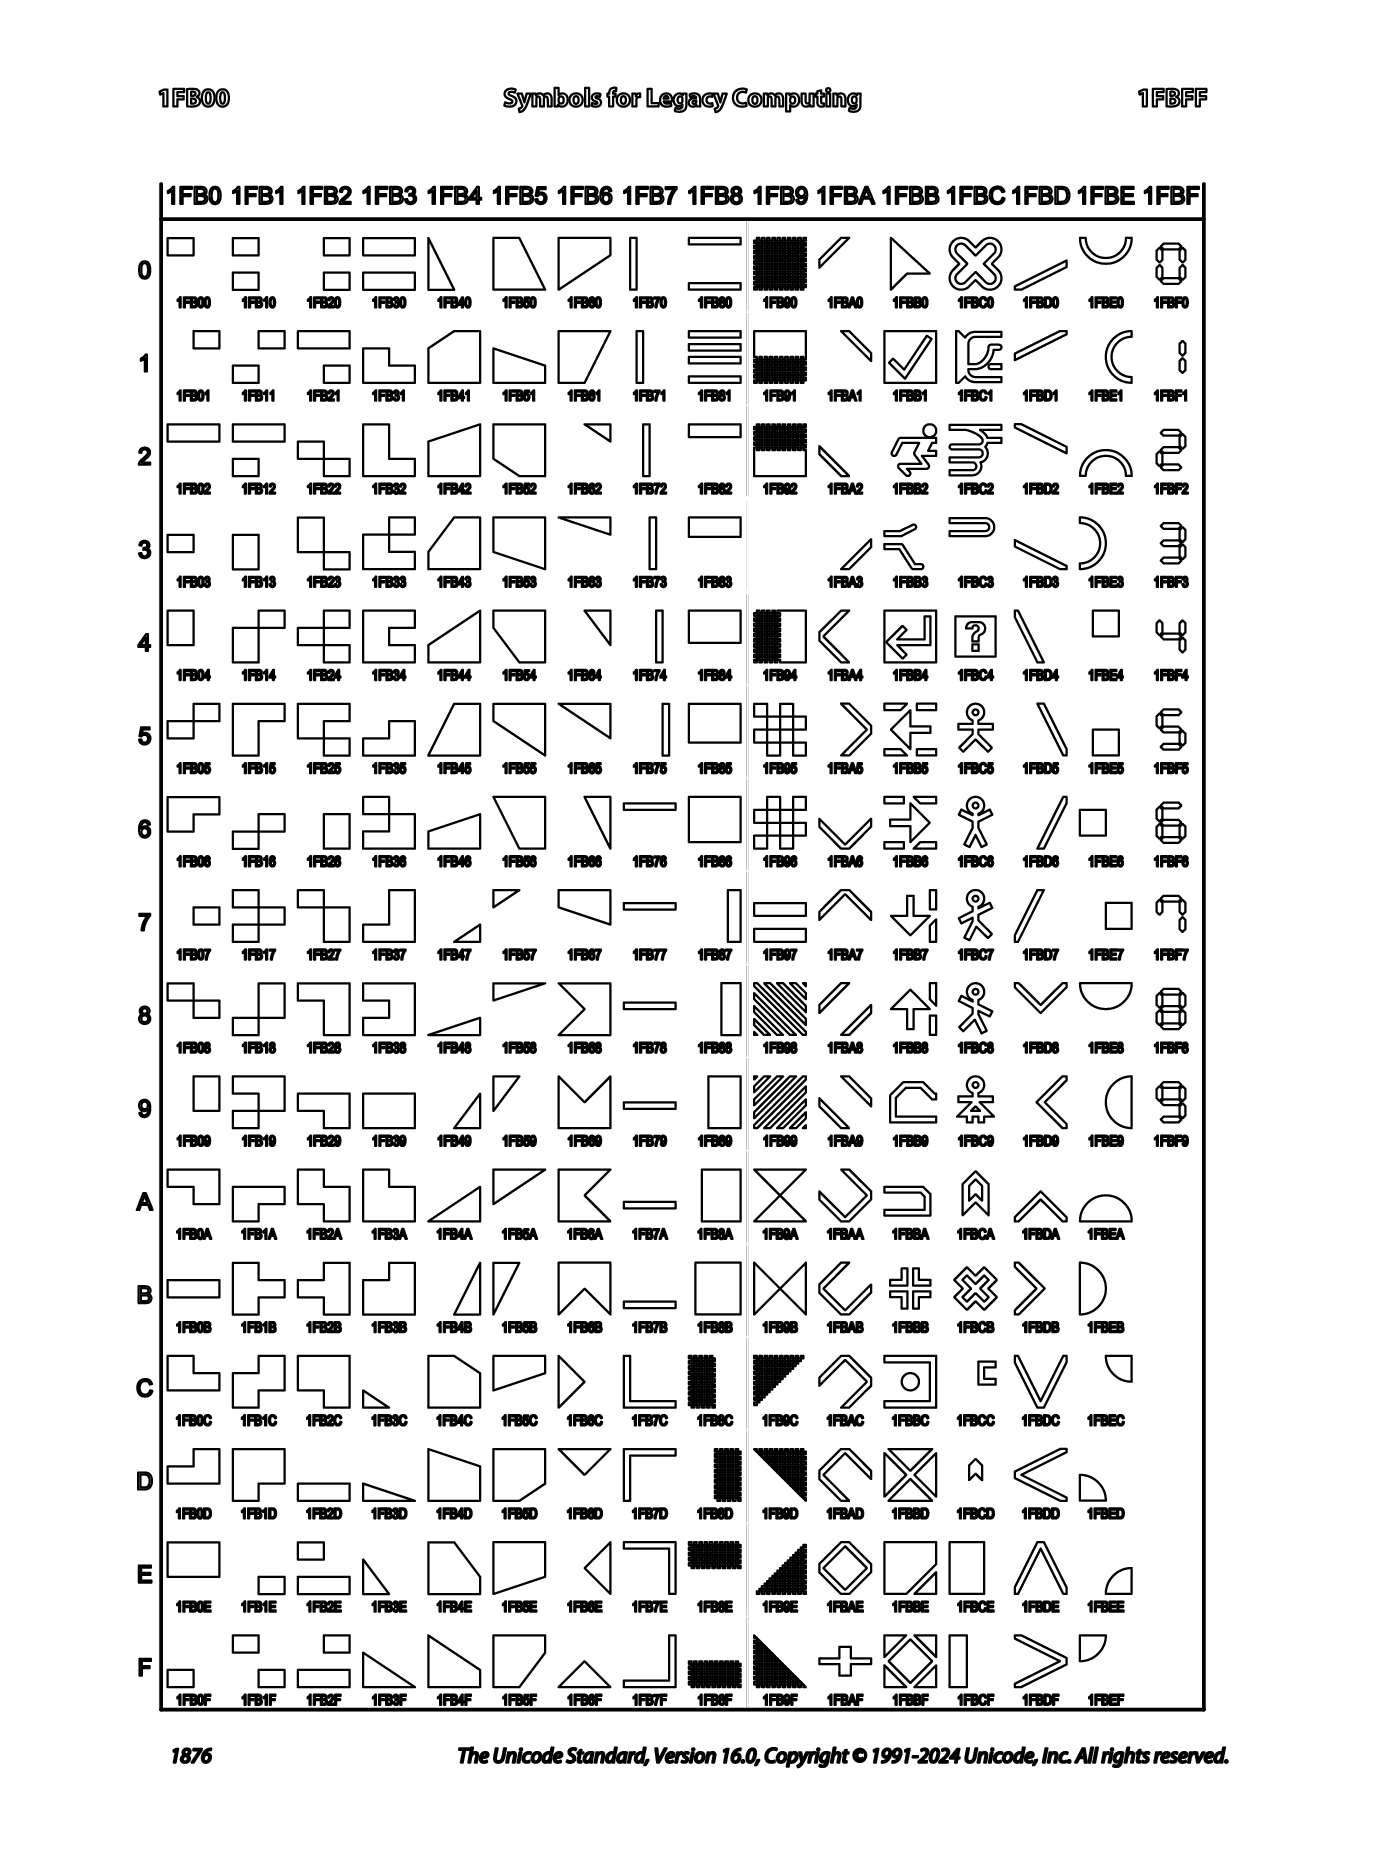 1FB00 Symbols for Legacy Computing 1FBFF
1FB0 1FB1 1FB2 1FB3 1FB4 1FB5 1FB6 1FB7 1FB8 1FB9 1FBA 1FBB 1FBC 1FBD 1FBE 1FBF
0 🯰
1FB00 1FB10 1FB20 1FB30 1FB40 1FB50 1FB60 1FB70 1FB80 1FB90 1FBA0 1FBB0 1FBC0 1FBD0 1FBE0 1FBF0
1 🯱
1FB01 1FB11 1FB21 1FB31 1FB41 1FB51 1FB61 1FB71 1FB81 1FB91 1FBA1 1FBB1 1FBC1 1FBD1 1FBE1 1FBF1
2 🯲
1FB02 1FB12 1FB22 1FB32 1FB42 1FB52 1FB62 1FB72 1FB82 1FB92 1FBA2 1FBB2 1FBC2 1FBD2 1FBE2 1FBF2
3 🯳
1FB03 1FB13 1FB23 1FB33 1FB43 1FB53 1FB63 1FB73 1FB83 1FBA3 1FBB3 1FBC3 1FBD3 1FBE3 1FBF3
4 ? 🯴
1FB04 1FB14 1FB24 1FB34 1FB44 1FB54 1FB64 1FB74 1FB84 1FB94 1FBA4 1FBB4 1FBC4 1FBD4 1FBE4 1FBF4
5 🯵
1FB05 1FB15 1FB25 1FB35 1FB45 1FB55 1FB65 1FB75 1FB85 1FB95 1FBA5 1FBB5 1FBC5 1FBD5 1FBE5 1FBF5
6 🯶
1FB06 1FB16 1FB26 1FB36 1FB46 1FB56 1FB66 1FB76 1FB86 1FB96 1FBA6 1FBB6 1FBC6 1FBD6 1FBE6 1FBF6
7 🯷
1FB07 1FB17 1FB27 1FB37 1FB47 1FB57 1FB67 1FB77 1FB87 1FB97 1FBA7 1FBB7 1FBC7 1FBD7 1FBE7 1FBF7
8 🯸
1FB08 1FB18 1FB28 1FB38 1FB48 1FB58 1FB68 1FB78 1FB88 1FB98 1FBA8 1FBB8 1FBC8 1FBD8 1FBE8 1FBF8
9 🯹
1FB09 1FB19 1FB29 1FB39 1FB49 1FB59 1FB69 1FB79 1FB89 1FB99 1FBA9 1FBB9 1FBC9 1FBD9 1FBE9 1FBF9
A
1FB0A 1FB1A 1FB2A 1FB3A 1FB4A 1FB5A 1FB6A 1FB7A 1FB8A 1FB9A 1FBAA 1FBBA 1FBCA 1FBDA 1FBEA
B
1FB0B 1FB1B 1FB2B 1FB3B 1FB4B 1FB5B 1FB6B 1FB7B 1FB8B 1FB9B 1FBAB 1FBBB 1FBCB 1FBDB 1FBEB
C
1FB0C 1FB1C 1FB2C 1FB3C 1FB4C 1FB5C 1FB6C 1FB7C 1FB8C 1FB9C 1FBAC 1FBBC 1FBCC 1FBDC 1FBEC
D
1FB0D 1FB1D 1FB2D 1FB3D 1FB4D 1FB5D 1FB6D 1FB7D 1FB8D 1FB9D 1FBAD 1FBBD 1FBCD 1FBDD 1FBED
E
1FB0E 1FB1E 1FB2E 1FB3E 1FB4E 1FB5E 1FB6E 1FB7E 1FB8E 1FB9E 1FBAE 1FBBE 1FBCE 1FBDE 1FBEE
F
1FB0F 1FB1F 1FB2F 1FB3F 1FB4F 1FB5F 1FB6F 1FB7F 1FB8F 1FB9F 1FBAF 1FBBF 1FBCF 1FBDF 1FBEF
1876 The Unicode Standard, Version 16.0, Copyright © 1991-2024 Unicode, Inc. All rights reserved.